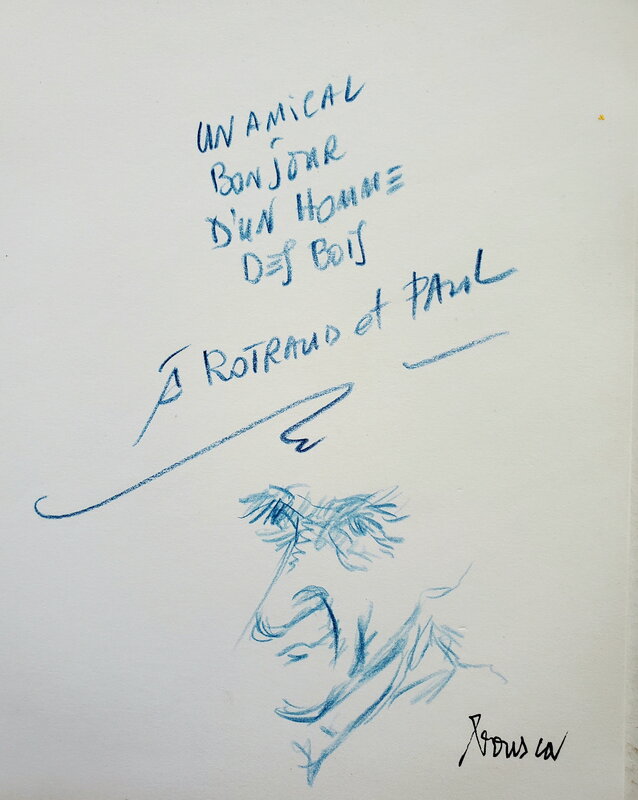 UN AMICAL
BONJOUR
D'UN HOMME
DES BOIS
À ROTRAUD et PAUL